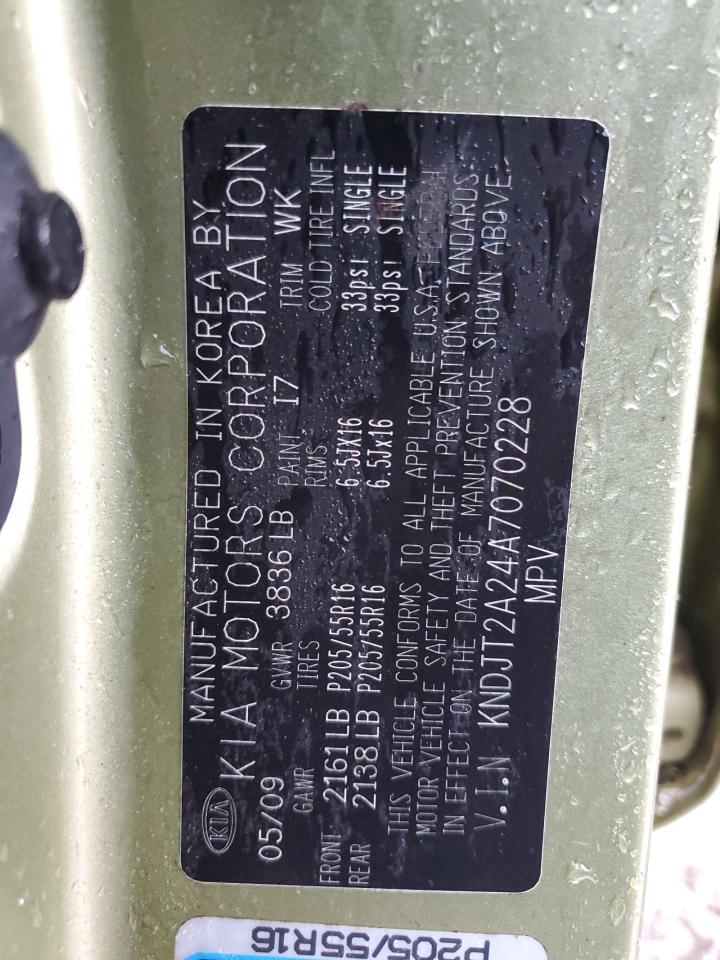 MANUFACTURED IN KOREA BY
KIA KIA MOTORS CORPORATION
05/09 GVWR 3836 LB PAINT I7 TRIM WK
GAWR TIRES RIMS COLD TIRE INFL
FRONT 2161LB P205/55R16 6.5JX16 33psi SINGLE
REAR 2138LB P205/55R16 6.5Jx16 33psi SINGLE
THIS VEHICLE CONFORMS TO ALL APPLICABLE U.S.A.
MOTOR VEHICLE SAFETY AND THEFT PREVENTION STANDARDS
IN EFFECT ON THE DATE OF MANUFACTURE SHOWN ABOVE.
V.I.N KNDJT2A24A7070228
MPV
P205/55R16